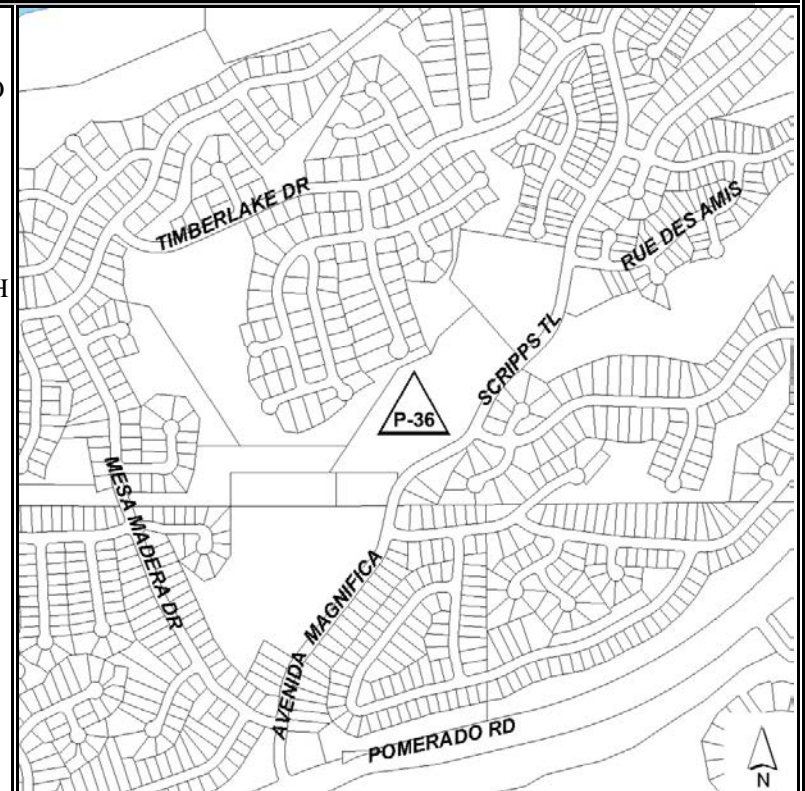 TIMBERLAKE DR
RUE DES AMIS
SCRIPPS TL
P-36
MESA MADERA DR
AVENIDA MAGNIFICA
POMERADO RD
N
H